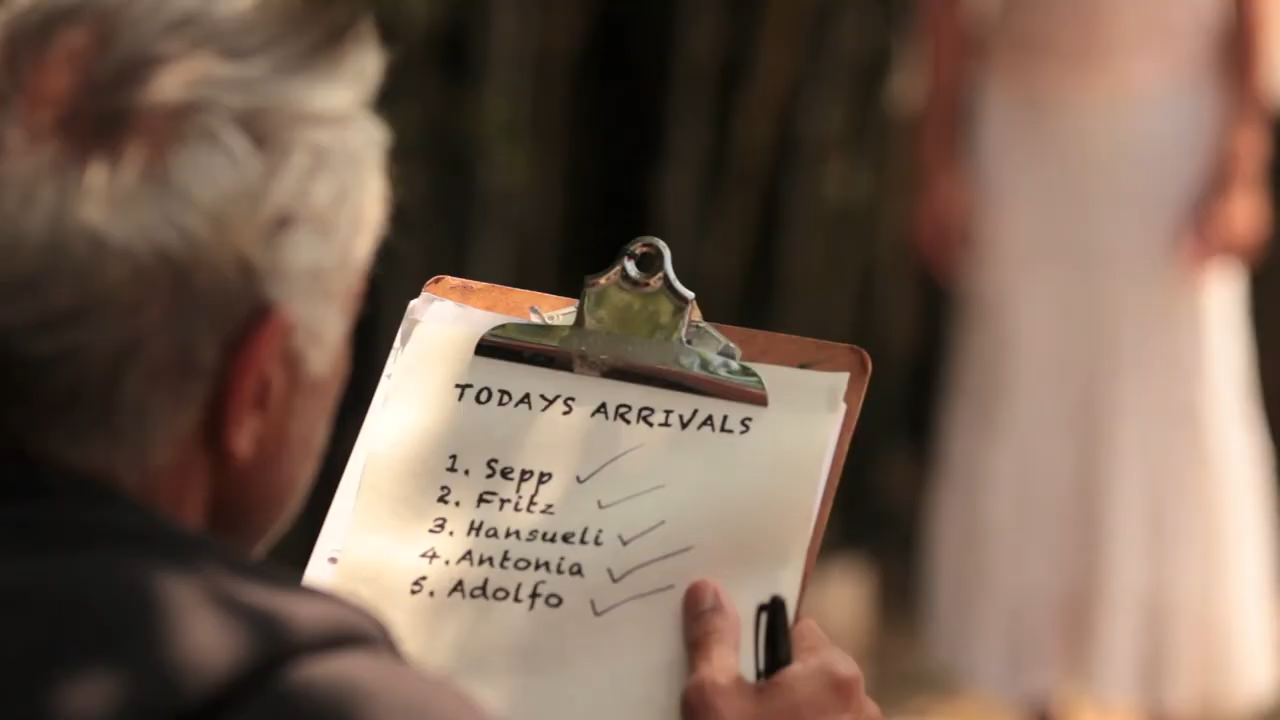 TODAYS ARRIVALS
1. Sepp ✓
2. Fritz ✓
3. Hansueli ✓
4. Antonia ✓
5. Adolfo ✓